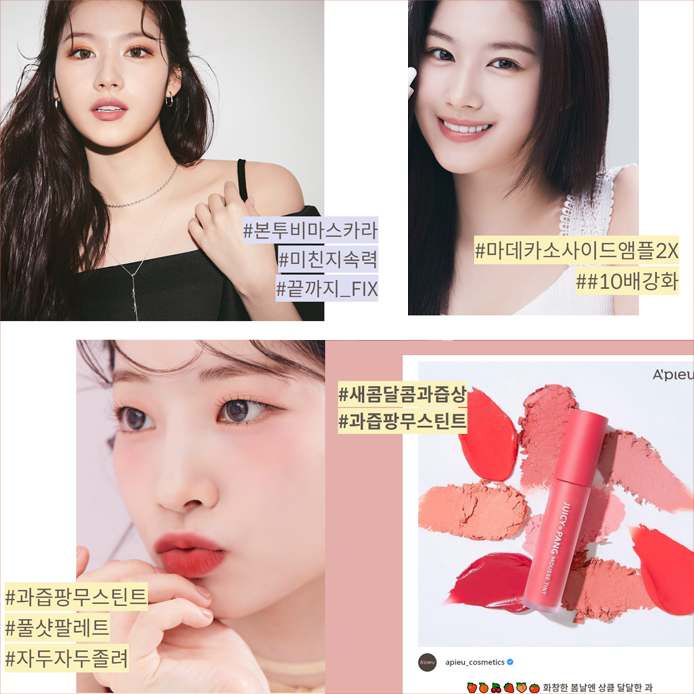 #본투비마스카라
#미친지속력
#끝까지_FIX
#마데카소사이드앰플2X
##10배강화
#과즙팡무스틴트
#풀샷팔레트
#자두자두졸려
#새콤달콤과즙상
#과즙팡무스틴트
A'pieu
JUICY-PANG MOUSSE TINT
A'pieu
apieu_cosmetics
화창한 봄날엔 상큼 달달한 과